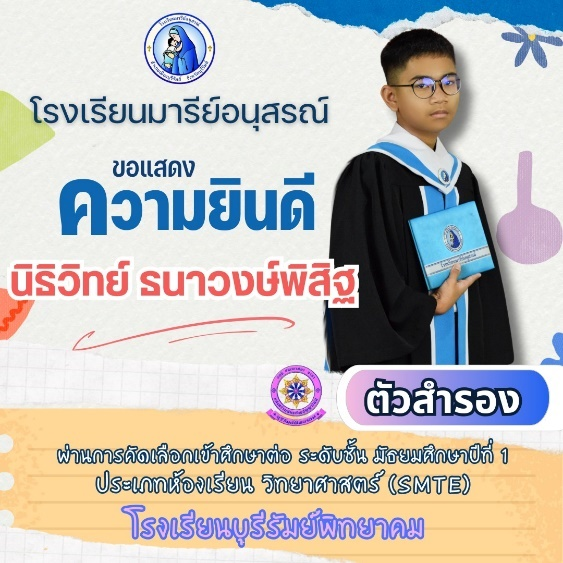 โรงเรียนมารีย์อนุสรณ์
ขอแสดง
ความยินดี
นิธิวิทย์ ธนาวงษ์พิสิฐ
ตัวสำรอง
ผ่านการคัดเลือกเข้าศึกษาต่อ ระดับชั้น มัธยมศึกษาปีที่ 1
ประเภทห้องเรียน วิทยาศาสตร์ (SMTE)
โรงเรียนบุรีรัมย์พิทยาคม